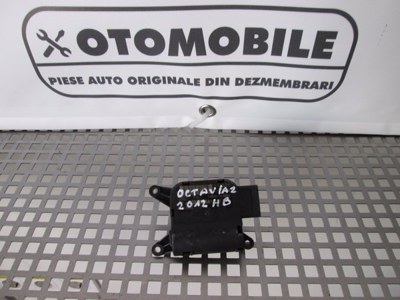 OTOMOBILE
PIESE AUTO ORIGINALE DIN DEZMEMBRARI
OCTAVIA2
2012 HB